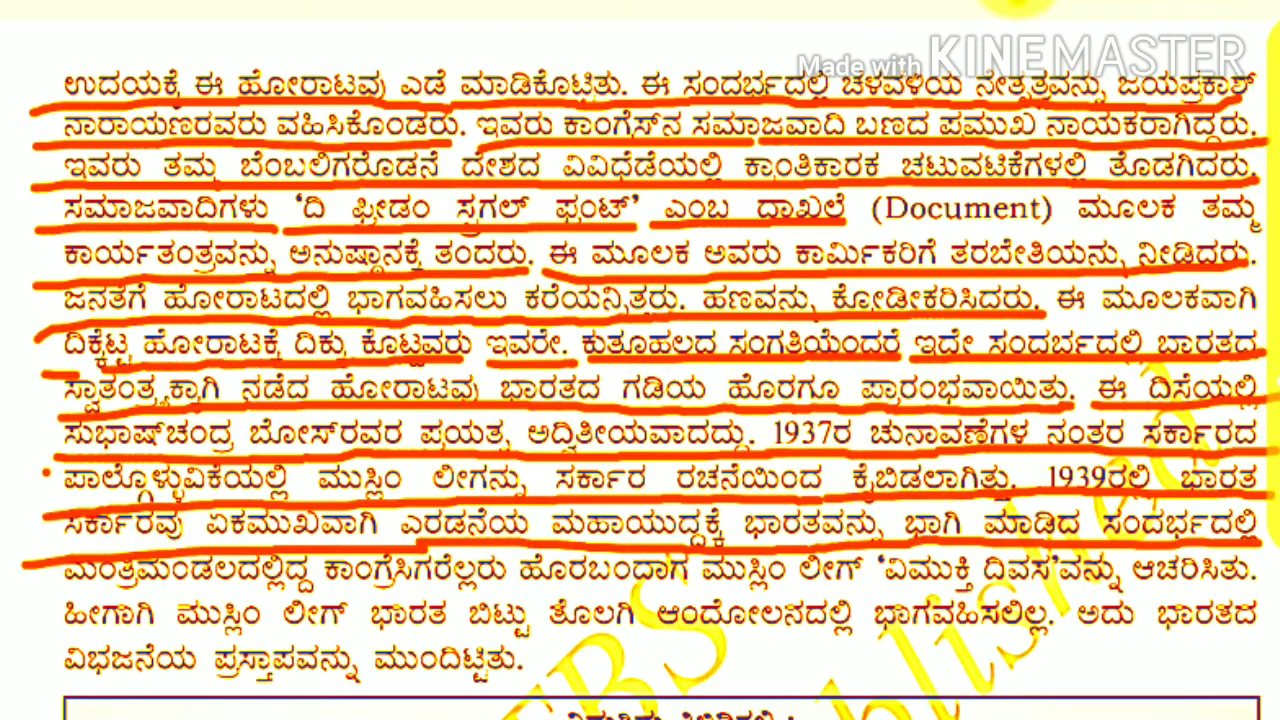 Made with KINEMASTER
ಉದಯಕ್ಕೆ ಈ ಹೋರಾಟವು ಎಡೆ ಮಾಡಿಕೊಟ್ಟಿತು. ಈ ಸಂದರ್ಭದಲ್ಲಿ ಚಳವಳಿಯ ನೇತೃತ್ವವನ್ನು ಜಯಪ್ರಕಾಶ್
ನಾರಾಯಣರವರು ವಹಿಸಿಕೊಂಡರು. ಇವರು ಕಾಂಗ್ರೆಸ್‌ನ ಸಮಾಜವಾದಿ ಬಣದ ಪ್ರಮುಖ ನಾಯಕರಾಗಿದ್ದರು.
ಇವರು ತಮ್ಮ ಬೆಂಬಲಿಗರೊಡನೆ ದೇಶದ ವಿವಿಧೆಡೆಯಲ್ಲಿ ಕ್ರಾಂತಿಕಾರಕ ಚಟುವಟಿಕೆಗಳಲ್ಲಿ ತೊಡಗಿದರು.
ಸಮಾಜವಾದಿಗಳು ‘ದಿ ಫ್ರೀಡಂ ಸ್ಟ್ರಗಲ್ ಫ್ರಂಟ್’ ಎಂಬ ದಾಖಲೆ (Document) ಮೂಲಕ ತಮ್ಮ
ಕಾರ್ಯತಂತ್ರವನ್ನು ಅನುಷ್ಠಾನಕ್ಕೆ ತಂದರು. ಈ ಮೂಲಕ ಅವರು ಕಾರ್ಮಿಕರಿಗೆ ತರಬೇತಿಯನ್ನು ನೀಡಿದರು.
ಜನತೆಗೆ ಹೋರಾಟದಲ್ಲಿ ಭಾಗವಹಿಸಲು ಕರೆಯನ್ನಿತ್ತರು. ಹಣವನ್ನು ಕ್ರೋಡೀಕರಿಸಿದರು. ಈ ಮೂಲಕವಾಗಿ
ದಿಕ್ಕೆಟ್ಟ ಹೋರಾಟಕ್ಕೆ ದಿಕ್ಕು ಕೊಟ್ಟವರು ಇವರೇ. ಕುತೂಹಲದ ಸಂಗತಿಯೆಂದರೆ ಇದೇ ಸಂದರ್ಭದಲ್ಲಿ ಭಾರತದ
ಸ್ವಾತಂತ್ರ್ಯಕ್ಕಾಗಿ ನಡೆದ ಹೋರಾಟವು ಭಾರತದ ಗಡಿಯ ಹೊರಗೂ ಪ್ರಾರಂಭವಾಯಿತು. ಈ ದಿಸೆಯಲ್ಲಿ
ಸುಭಾಷ್‌ಚಂದ್ರ ಬೋಸ್‌ರವರ ಪ್ರಯತ್ನ ಅದ್ವಿತೀಯವಾದದ್ದು. 1937ರ ಚುನಾವಣೆಗಳ ನಂತರ ಸರ್ಕಾರದ
ಪಾಲ್ಗೊಳ್ಳುವಿಕೆಯಲ್ಲಿ ಮುಸ್ಲಿಂ ಲೀಗನ್ನು ಸರ್ಕಾರ ರಚನೆಯಿಂದ ಕೈಬಿಡಲಾಗಿತ್ತು. 1939ರಲ್ಲಿ ಭಾರತ
ಸರ್ಕಾರವು ಏಕಮುಖವಾಗಿ ಎರಡನೆಯ ಮಹಾಯುದ್ದಕ್ಕೆ ಭಾರತವನ್ನು ಭಾಗಿ ಮಾಡಿದ ಸಂದರ್ಭದಲ್ಲಿ
ಮಂತ್ರಿಮಂಡಲದಲ್ಲಿದ್ದ ಕಾಂಗ್ರೆಸಿಗರೆಲ್ಲರು ಹೊರಬಂದಾಗ ಮುಸ್ಲಿಂ ಲೀಗ್ ‘ವಿಮುಕ್ತಿ ದಿವಸ’ವನ್ನು ಆಚರಿಸಿತು.
ಹೀಗಾಗಿ ಮುಸ್ಲಿಂ ಲೀಗ್ ಭಾರತ ಬಿಟ್ಟು ತೊಲಗಿ ಆಂದೋಲನದಲ್ಲಿ ಭಾಗವಹಿಸಲಿಲ್ಲ. ಅದು ಭಾರತದ
ವಿಭಜನೆಯ ಪ್ರಸ್ತಾಪವನ್ನು ಮುಂದಿಟ್ಟಿತು.